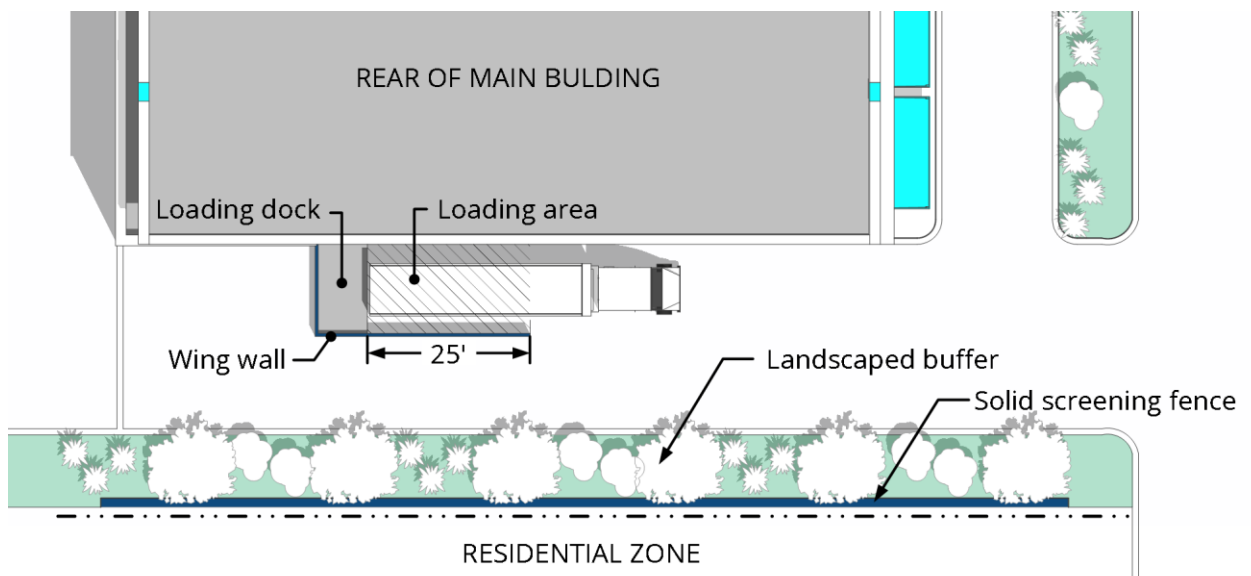 REAR OF MAIN BULDING
Loading dock
Loading area
Wing wall
25'
Landscaped buffer
Solid screening fence
RESIDENTIAL ZONE